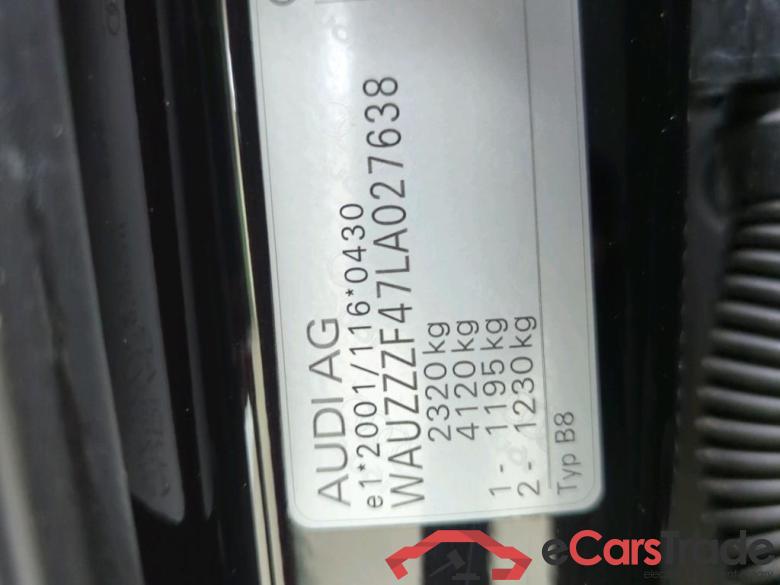 AUDI AG
e1*2001/116*0430
WAUZZZF47LA027638
2320 kg
4120 kg
1 - 1195 kg
2 - 1230 kg
Typ B8
eCarsTrade